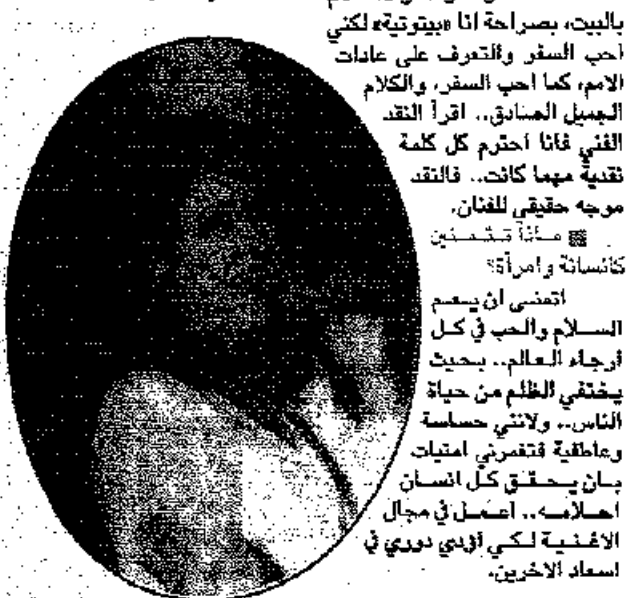 بالبيت، بصراحة انا «بيتوتية» لكني
احب السفر والتعرف على عادات
الامم، كما احب السفر، والكلام
الجميل الصادق.. اقرأ النقد
الفني فانا احترم كل كلمة
نقدية مهما كانت.. فالنقد
موجه حقيقي للفنان.
ماذا تتمنين
كانسانة وامرأة؟
اتمنى ان يعم
السلام والحب في كل
ارجاء العالم.. بحيث
يختفي الظلم من حياة
الناس.. ولانني حساسة
وعاطفية فتغمرني امنيات
بان يحقق كل انسان
احلامه.. اعمل في مجال
الاغنية لكي اؤدي دوري في
اسعاد الاخرين.